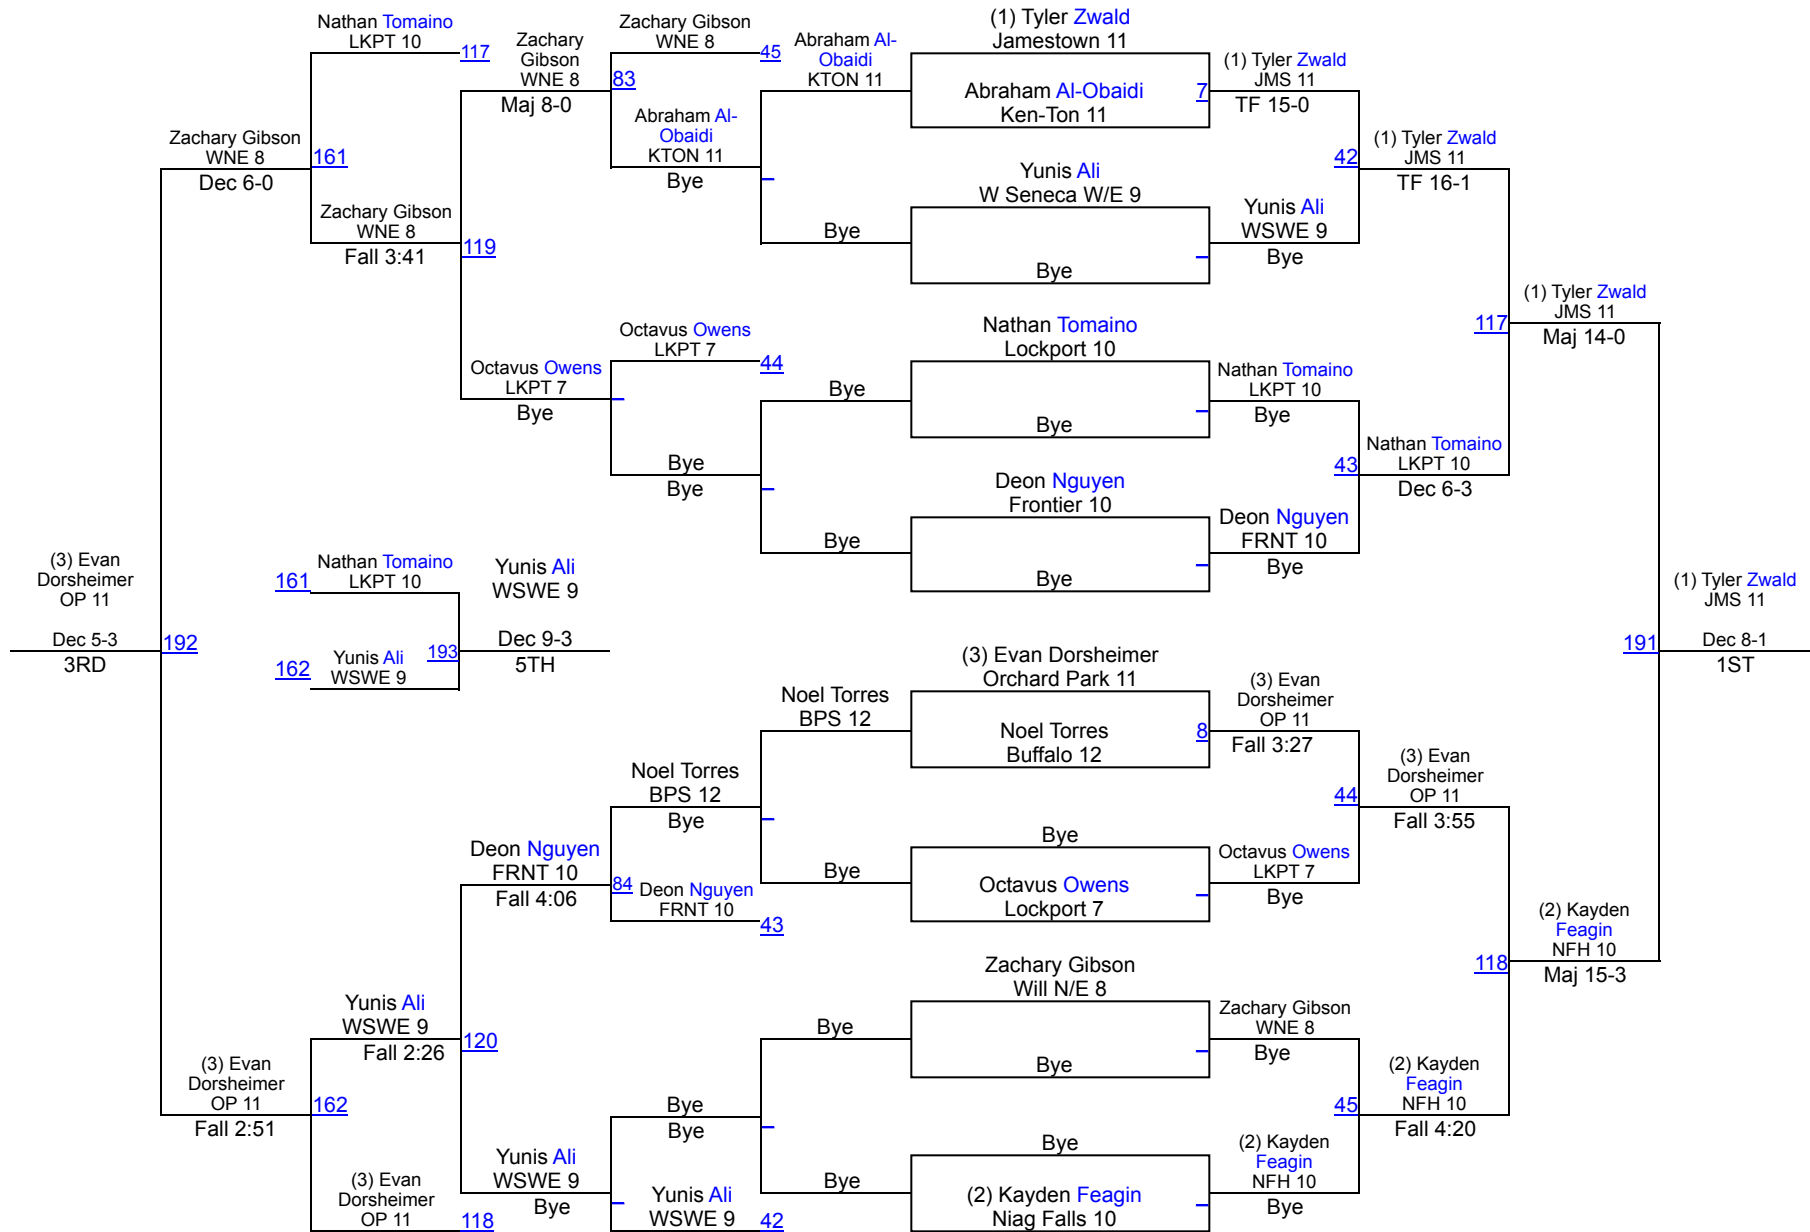 Nathan Tomaino
LKPT 10
117
Zachary Gibson
WNE 8
161
Dec 6-0
Zachary Gibson
WNE 8
Fall 3:41
119
Zachary
Gibson
WNE 8
83
Maj 8-0
Zachary Gibson
WNE 8
45
Abraham Al-
Obaidi
KTON 11
Bye
Abraham Al-
Obaidi
KTON 11
Bye
Octavus Owens
LKPT 7
Bye
Octavus Owens
LKPT 7
44
Bye
Bye
Bye
Bye
(1) Tyler Zwald
Jamestown 11
Abraham Al-Obaidi
Ken-Ton 11
7
Yunis Ali
W Seneca W/E 9
Bye
Nathan Tomaino
Lockport 10
Bye
Deon Nguyen
Frontier 10
Bye
(1) Tyler Zwald
JMS 11
TF 15-0
42
Yunis Ali
WSWE 9
Bye
Nathan Tomaino
LKPT 10
Bye
43
Deon Nguyen
FRNT 10
Bye
(1) Tyler Zwald
JMS 11
TF 16-1
Nathan Tomaino
LKPT 10
Dec 6-3
117
(1) Tyler Zwald
JMS 11
Maj 14-0
(3) Evan
Dorsheimer
OP 11
Dec 5-3
3RD
192
161
Nathan Tomaino
LKPT 10
162
Yunis Ali
WSWE 9
193
Yunis Ali
WSWE 9
Dec 9-3
5TH
191
(1) Tyler Zwald
JMS 11
Dec 8-1
1ST
Noel Torres
BPS 12
Noel Torres
BPS 12
Bye
Bye
Deon Nguyen
FRNT 10
Fall 4:06
84
Deon Nguyen
FRNT 10
43
Yunis Ali
WSWE 9
Fall 2:26
120
(3) Evan
Dorsheimer
OP 11
Fall 2:51
162
(3) Evan
Dorsheimer
OP 11
118
Yunis Ali
WSWE 9
Bye
Bye
Bye
Yunis Ali
WSWE 9
42
Bye
Bye
(3) Evan Dorsheimer
Orchard Park 11
Noel Torres
Buffalo 12
8
Bye
Octavus Owens
Lockport 7
Zachary Gibson
Will N/E 8
Bye
Bye
(2) Kayden Feagin
Niag Falls 10
(3) Evan
Dorsheimer
OP 11
Fall 3:27
44
Octavus Owens
LKPT 7
Bye
Zachary Gibson
WNE 8
Bye
45
(2) Kayden
Feagin
NFH 10
Bye
(3) Evan
Dorsheimer
OP 11
Fall 3:55
118
(2) Kayden
Feagin
NFH 10
Fall 4:20
(2) Kayden
Feagin
NFH 10
Maj 15-3